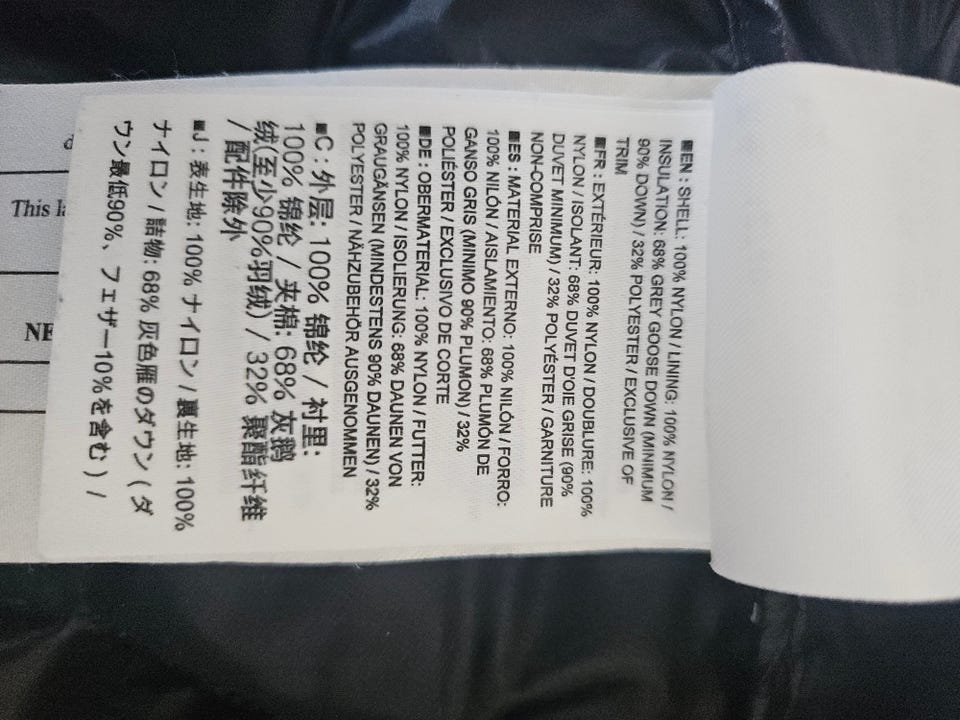 ■EN : SHELL: 100% NYLON / LINING: 100% NYLON /
INSULATION: 68% GREY GOOSE DOWN (MINIMUM
90% DOWN) / 32% POLYESTER / EXCLUSIVE OF
TRIM
■FR : EXTÉRIEUR: 100% NYLON / DOUBLURE: 100%
NYLON / ISOLANT: 68% DUVET D'OIE GRISE (90%
DUVET MINIMUM) / 32% POLYÉSTER / GARNITURE
NON-COMPRISE
■ES : MATERIAL EXTERNO: 100% NILÓN / FORRO:
100% NILÓN / AISLAMIENTO: 68% PLUMÓN DE
GANSO GRIS (MINIMO 90% PLUMON) / 32%
POLIÉSTER / EXCLUSIVO DE CORTE
■DE : OBERMATERIAL: 100% NYLON / FUTTER:
100% NYLON / ISOLIERUNG: 68% DAUNEN VON
GRAUGÄNSEN (MINDESTENS 90% DAUNEN) / 32%
POLYESTER / NÄHZUBEHÖR AUSGENOMMEN
■C : 外层: 100% 锦纶 / 衬里:
100% 锦纶 / 夹棉: 68% 灰鹅
绒(至少90%羽绒) / 32% 聚酯纤维
/ 配件除外
■J : 表生地: 100% ナイロン / 裏生地: 100%
ナイロン / 詰物: 68% 灰色雁のダウン ( ダ
ウン最低90%、フェザー10%を含む ) /
This
NE